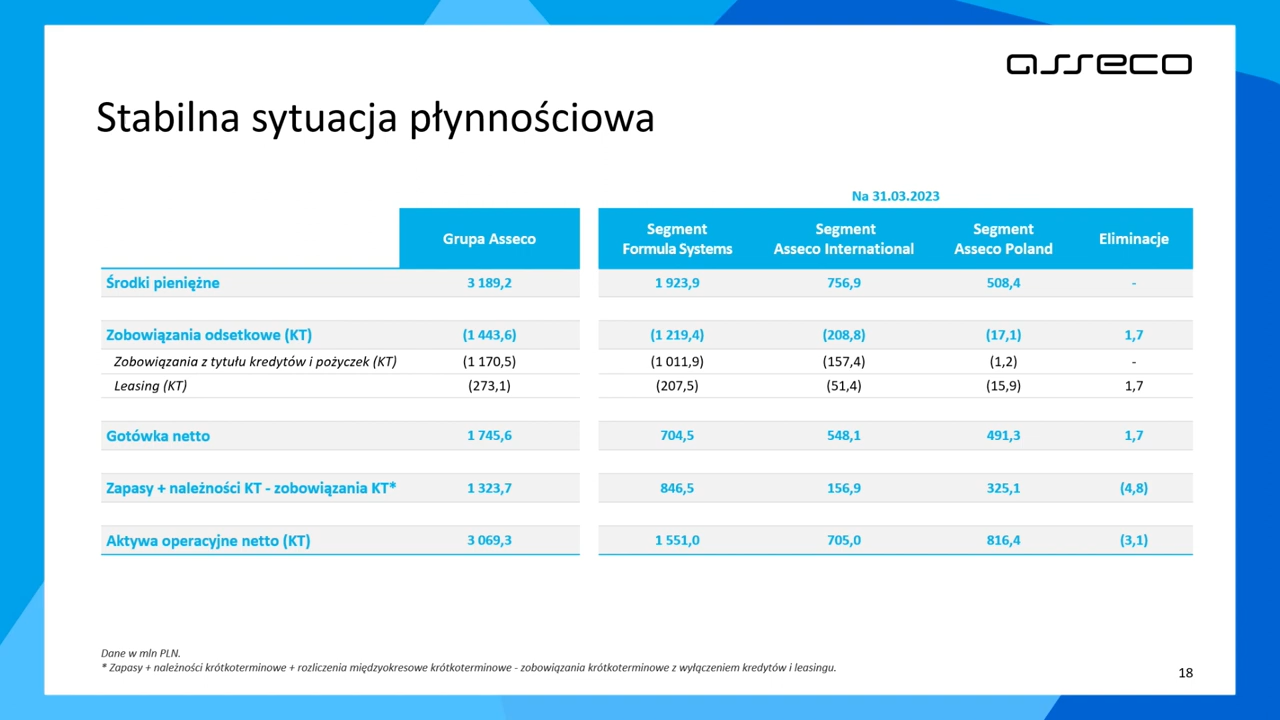 asseco
Stabilna sytuacja płynnościowa
Na 31.03.2023
Grupa Asseco
Segment
Formula Systems
Segment
Asseco International
Segment
Asseco Poland
Eliminacje
Środki pieniężne 3 189,2 1 923,9 756,9 508,4 -
Zobowiązania odsetkowe (KT) (1 443,6) (1 219,4) (208,8) (17,1) 1,7
Zobowiązania z tytułu kredytów i pożyczek (KT) (1 170,5) (1 011,9) (157,4) (1,2) -
Leasing (KT) (273,1) (207,5) (51,4) (15,9) 1,7
Gotówka netto 1 745,6 704,5 548,1 491,3 1,7
Zapasy + należności KT - zobowiązania KT* 1 323,7 846,5 156,9 325,1 (4,8)
Aktywa operacyjne netto (KT) 3 069,3 1 551,0 705,0 816,4 (3,1)
Dane w mln PLN.
* Zapasy + należności krótkoterminowe + rozliczenia międzyokresowe krótkoterminowe - zobowiązania krótkoterminowe z wyłączeniem kredytów i leasingu.
18